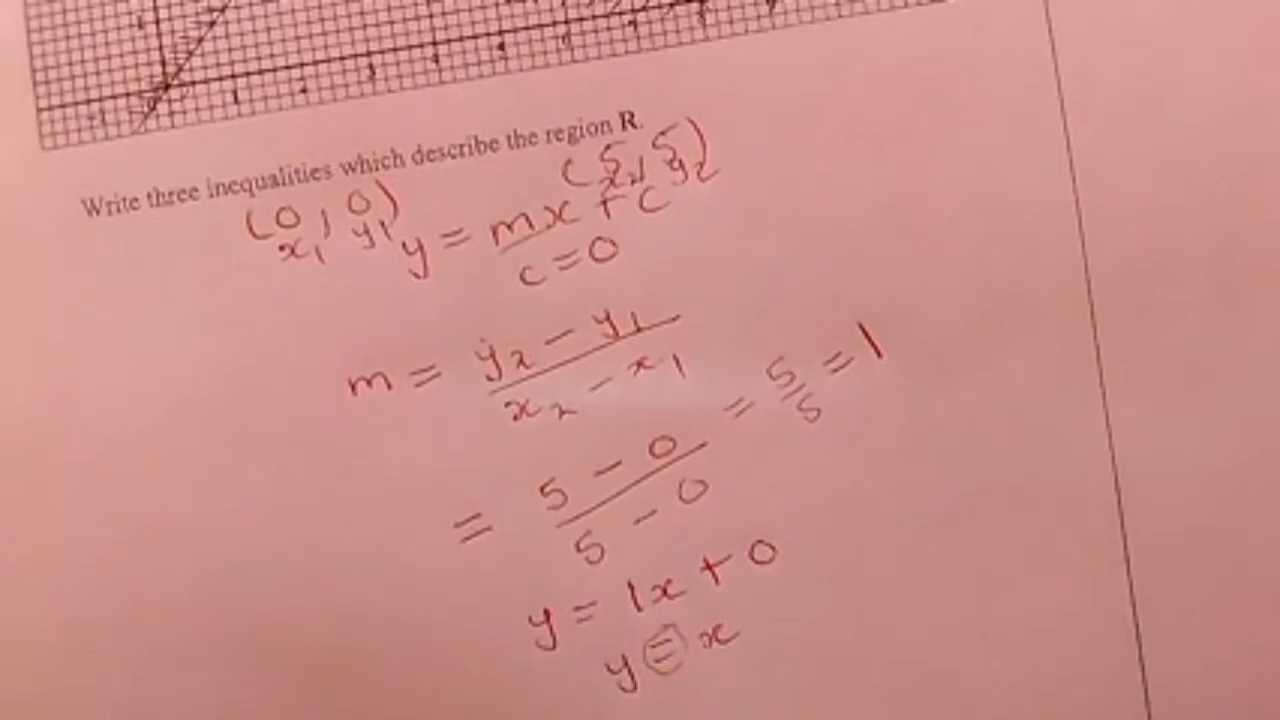 Write three inequalities which describe the region R.
(0, 0) (5, 5)
x₁ y₁ x₂, y₂
y = mx + c
c = 0
m = y₂ - y₁ / x₂ - x₁
= 5 - 0 / 5 - 0 = 5/5 = 1
y = 1x + 0
y = x